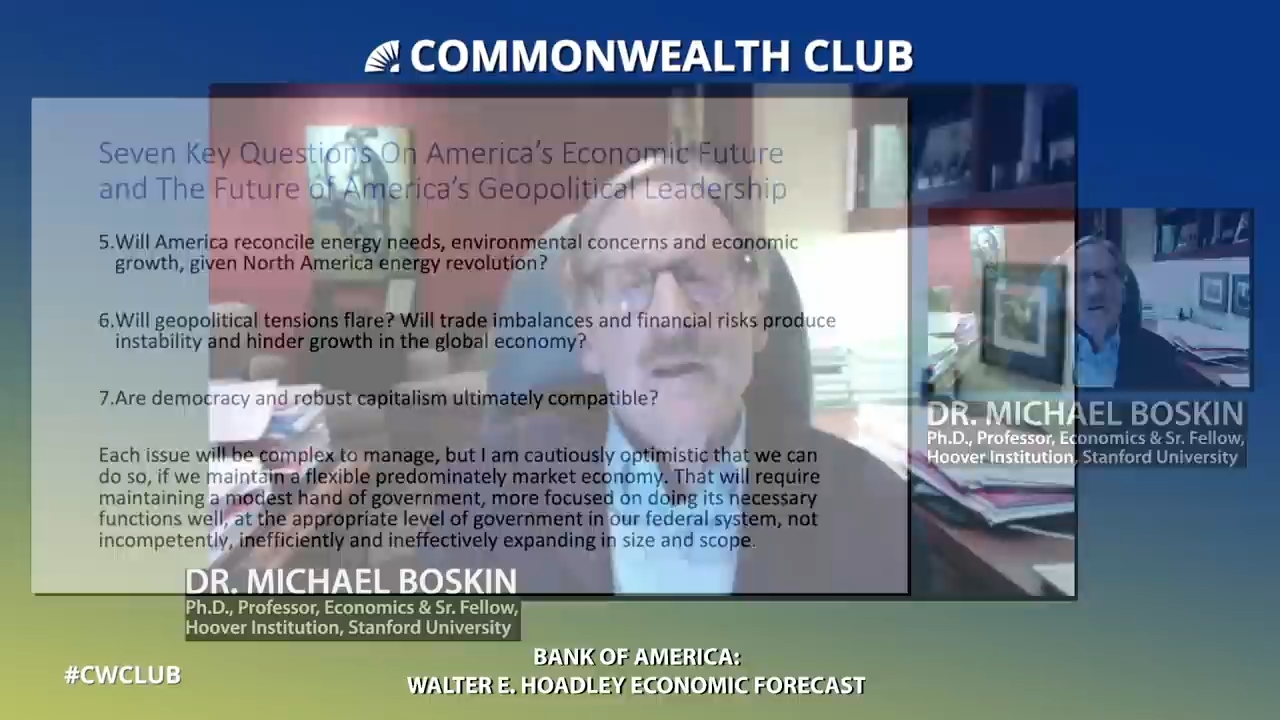 COMMONWEALTH CLUB
Seven Key Questions On America's Economic Future
and The Future of America's Geopolitical Leadership
5.Will America reconcile energy needs, environmental concerns and economic
growth, given North America energy revolution?
6.Will geopolitical tensions flare? Will trade imbalances and financial risks produce
instability and hinder growth in the global economy?
7.Are democracy and robust capitalism ultimately compatible?
Each issue will be complex to manage, but I am cautiously optimistic that we can
do so, if we maintain a flexible predominately market economy. That will require
maintaining a modest hand of government, more focused on doing its necessary
functions well, at the appropriate level of government in our federal system, not
incompetently, inefficiently and ineffectively expanding in size and scope.
DR. MICHAEL BOSKIN
Ph.D., Professor, Economics & Sr. Fellow,
Hoover Institution, Stanford University
DR. MICHAEL BOSKIN
Ph.D., Professor, Economics & Sr. Fellow,
Hoover Institution, Stanford University
#CWCLUB
BANK OF AMERICA:
WALTER E. HOADLEY ECONOMIC FORECAST